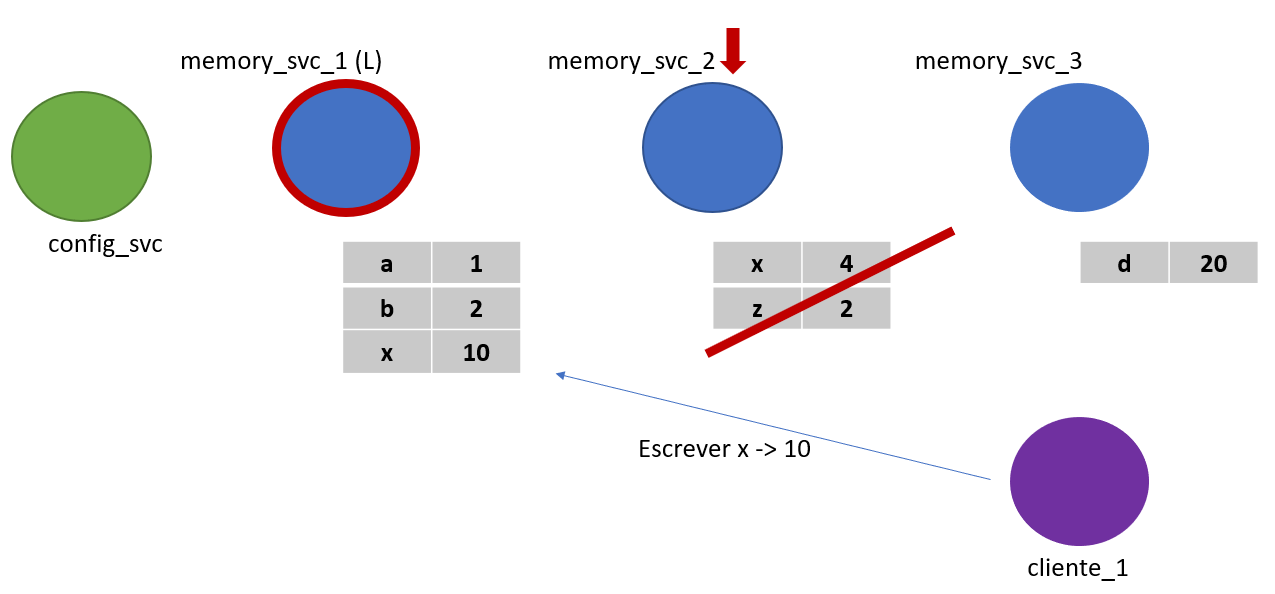 memory_svc_1 (L)
memory_svc_2
memory_svc_3
config_svc
a 1
b 2
x 10
x 4
z 2
d 20
Escrever x -> 10
cliente_1